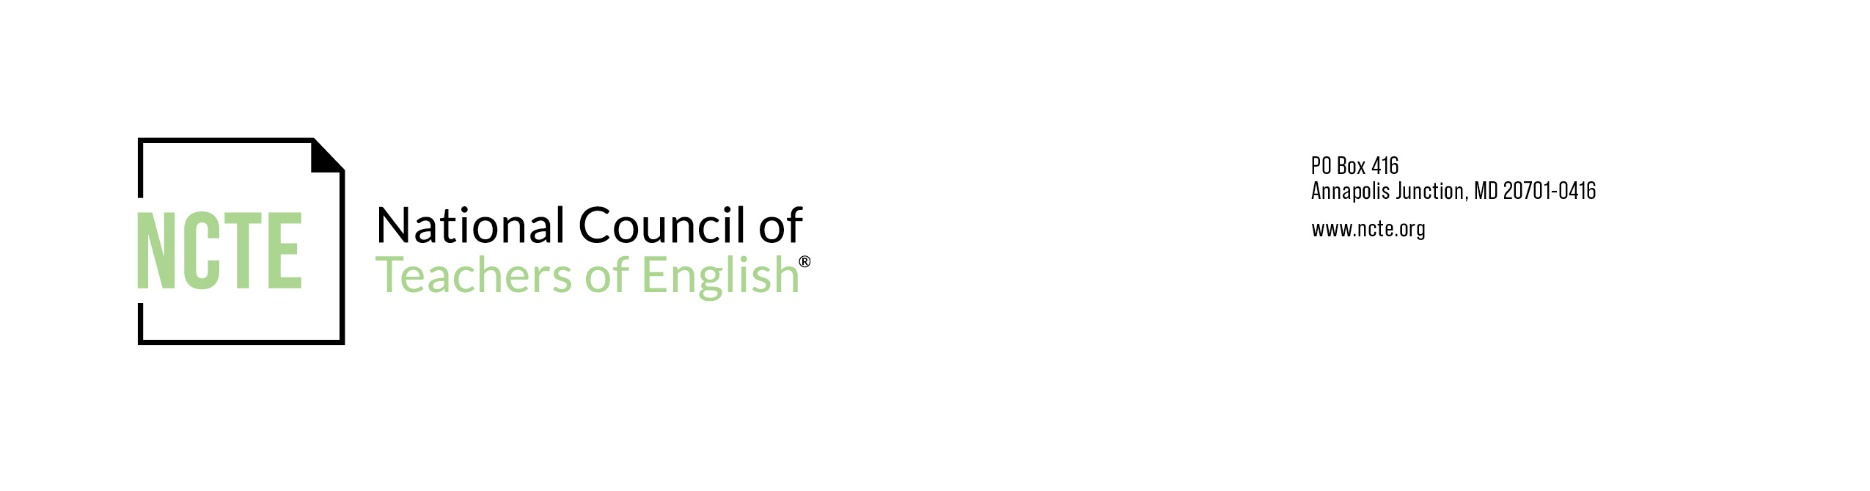 NCTE
National Council of
Teachers of English®
PO Box 416
Annapolis Junction, MD 20701-0416
www.ncte.org